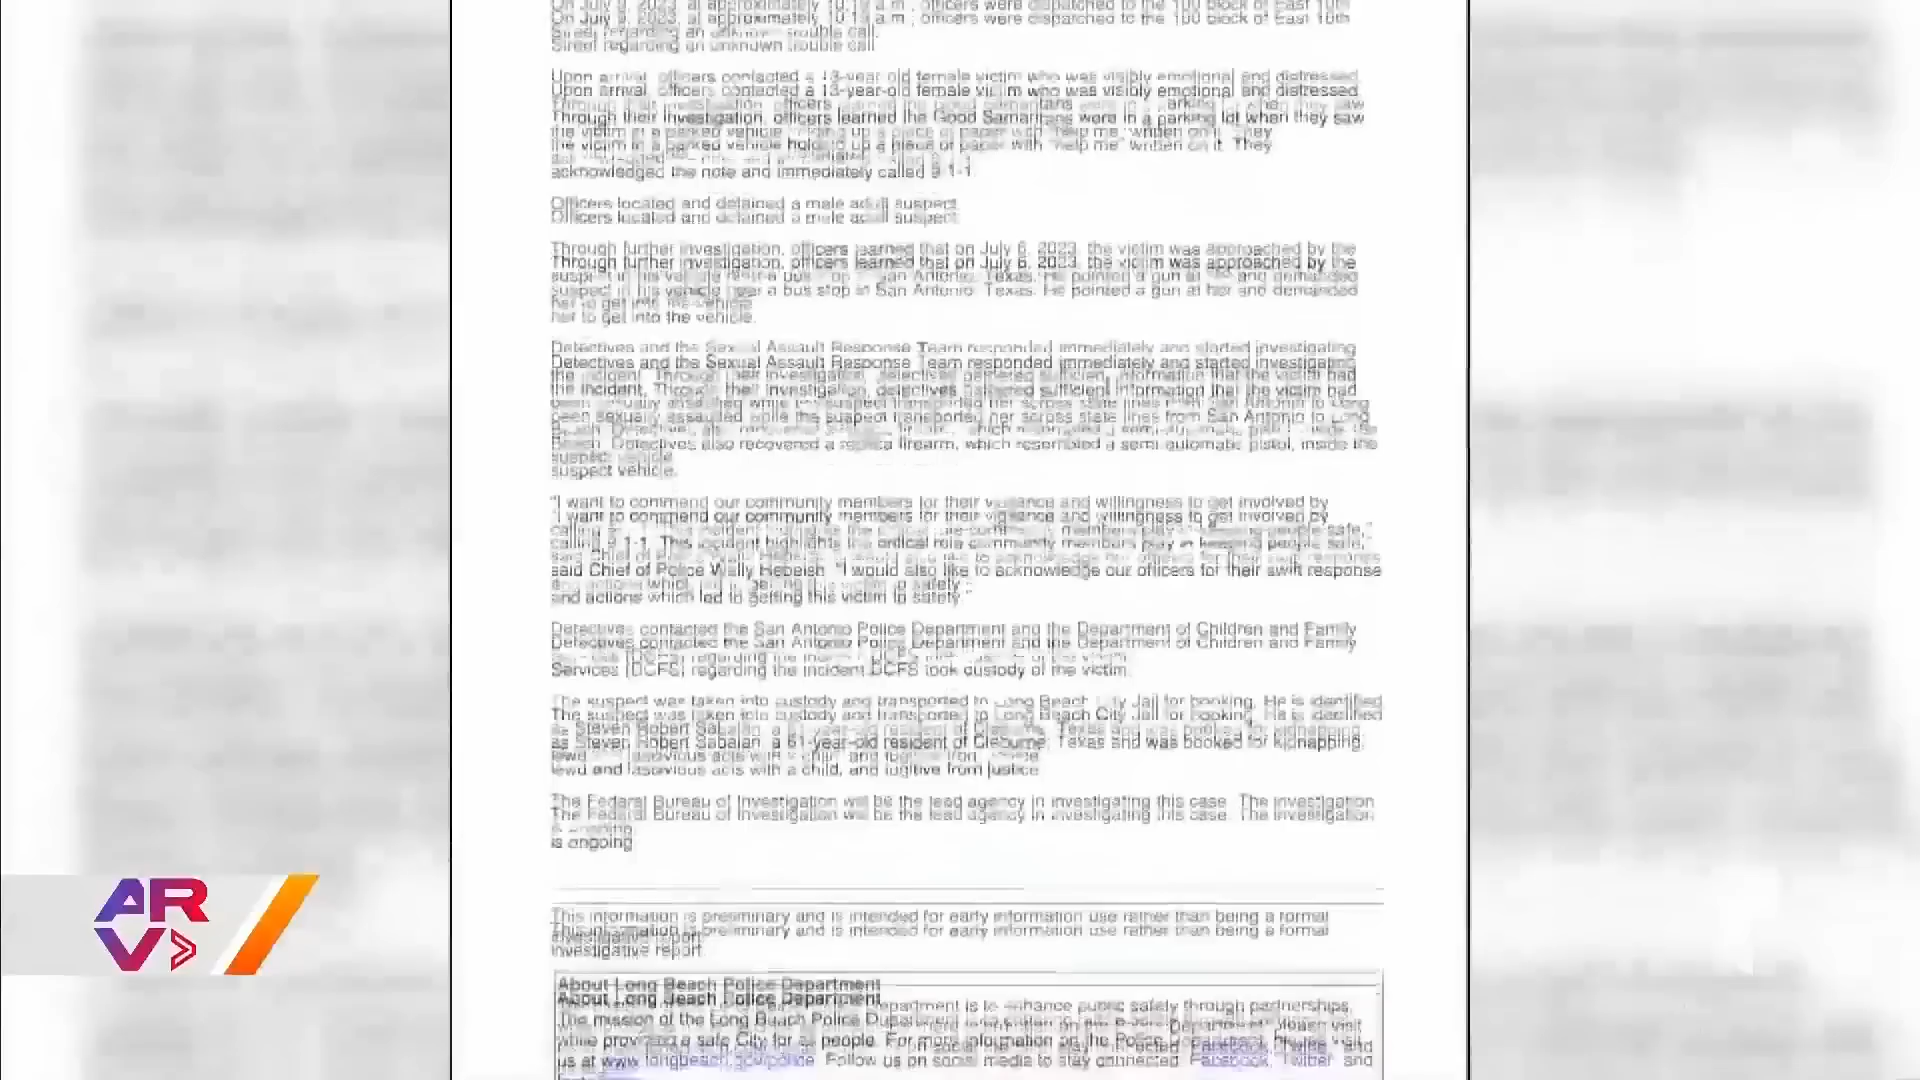 On July 9, 2023, at approximately 10:19 a.m., officers were dispatched to the 100 block of East 10th
Street regarding an unknown trouble call.
Upon arrival, officers contacted a 13-year-old female victim who was visibly emotional and distressed.
Through their investigation, officers learned the Good Samaritans were in a parking lot when they saw
the victim in a parked vehicle holding up a piece of paper with "help me" written on it. They
acknowledged the note and immediately called 9-1-1.
Officers located and detained a male adult suspect.
Through further investigation, officers learned that on July 6, 2023, the victim was approached by the
suspect in his vehicle near a bus stop in San Antonio, Texas. He pointed a gun at her and demanded
her to get into the vehicle.
Detectives and the Sexual Assault Response Team responded immediately and started investigating
the incident. Through their investigation, detectives gathered sufficient information that the victim had
been sexually assaulted while the suspect transported her across state lines from San Antonio to Long
Beach. Detectives also recovered a replica firearm, which resembled a semi-automatic pistol, inside the
suspect vehicle.
"I want to commend our community members for their vigilance and willingness to get involved by
calling 9-1-1. This incident highlights the critical role community members play in keeping people safe,"
said Chief of Police Wally Hebeish. "I would also like to acknowledge our officers for their swift response
and actions which led to getting this victim to safety."
Detectives contacted the San Antonio Police Department and the Department of Children and Family
Services (DCFS) regarding the incident. DCFS took custody of the victim.
The suspect was taken into custody and transported to Long Beach City Jail for booking. He is identified
as Steven Robert Sabalan, a 61-year-old resident of Cleburne, Texas and was booked for kidnapping,
lewd and lascivious acts with a child, and fugitive from justice.
The Federal Bureau of Investigation will be the lead agency in investigating this case. The investigation
is ongoing.
This information is preliminary and is intended for early information use rather than being a formal
investigative report.
About Long Beach Police Department
The mission of the Long Beach Police Department is to enhance public safety through partnerships
while providing a safe City for all people. For more information on the Police Department, please visit
us at www.longbeach.gov/police. Follow us on social media to stay connected: Facebook, Twitter and
ARV